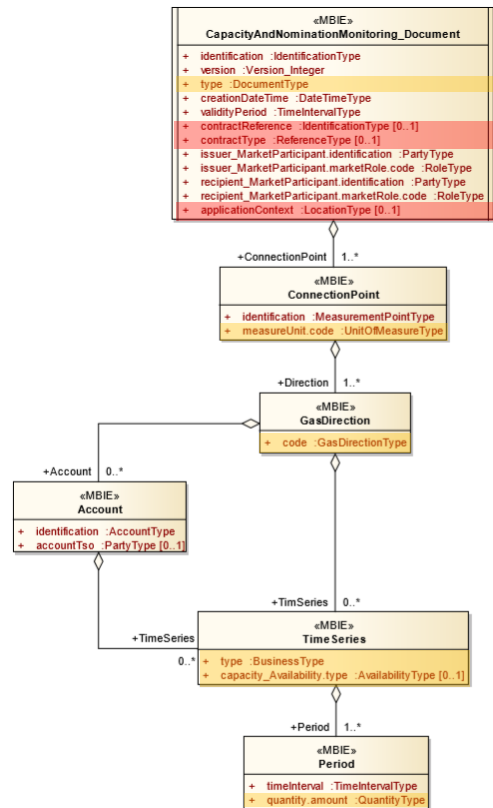 «MBIE»
CapacityAndNominationMonitoring_Document
+ identification :IdentificationType
+ version :Version_Integer
+ type :DocumentType
+ creationDateTime :DateTimeType
+ validityPeriod :TimeIntervalType
+ contractReference :IdentificationType [0..1]
+ contractType :ReferenceType [0..1]
+ issuer_MarketParticipant.identification :PartyType
+ issuer_MarketParticipant.marketRole.code :RoleType
+ recipient_MarketParticipant.identification :PartyType
+ recipient_MarketParticipant.marketRole.code :RoleType
+ applicationContext :LocationType [0..1]
+ConnectionPoint 1..*
«MBIE»
ConnectionPoint
+ identification :MeasurementPointType
+ measureUnit.code :UnitOfMeasureType
+Direction 1..*
«MBIE»
GasDirection
+ code :GasDirectionType
+Account 0..*
«MBIE»
Account
+ identification :AccountType
+ accountTso :PartyType [0..1]
+TimSeries 0..*
+TimeSeries
0..*
«MBIE»
TimeSeries
+ type :BusinessType
+ capacity_Availability.type :AvailabilityType [0..1]
+Period 1..*
«MBIE»
Period
+ timeInterval :TimeIntervalType
+ quantity.amount :QuantityType